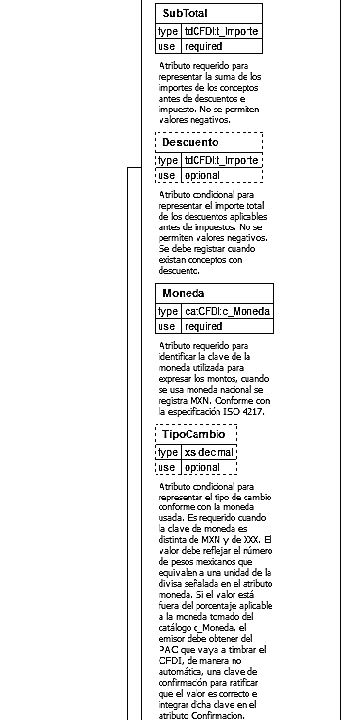 SubTotal
type tdCFDI:t_Importe
use required
Atributo requerido para
representar la suma de los
importes de los conceptos
antes de descuentos e
impuesto. No se permiten
valores negativos.
Descuento
type tdCFDI:t_Importe
use optional
Atributo condicional para
representar el importe total
de los descuentos aplicables
antes de impuestos. No se
permiten valores negativos.
Se debe registrar cuando
existan conceptos con
descuento.
Moneda
type catCFDI:c_Moneda
use required
Atributo requerido para
identificar la clave de la
moneda utilizada para
expresar los montos, cuando
se usa moneda nacional se
registra MXN. Conforme con
la especificación ISO 4217.
TipoCambio
type xs:decimal
use optional
Atributo condicional para
representar el tipo de cambio
conforme con la moneda
usada. Es requerido cuando
la clave de moneda es
distinta de MXN y de XXX. El
valor debe reflejar el número
de pesos mexicanos que
equivalen a una unidad de la
divisa señalada en el atributo
moneda. Si el valor está
fuera del porcentaje aplicable
a la moneda tomado del
catálogo c_Moneda, el
emisor debe obtener del
PAC que vaya a timbrar el
CFDI, de manera no
automática, una clave de
confirmación para ratificar
que el valor es correcto e
integrar dicha clave en el
atributo Confirmacion.